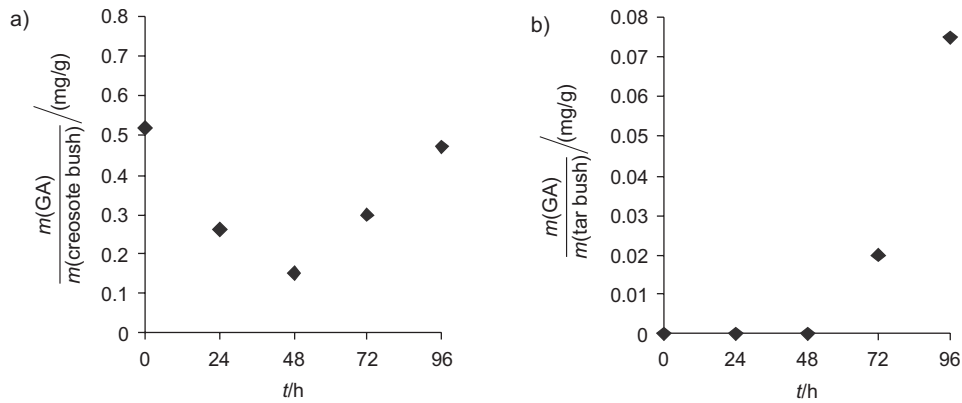 a)
m(GA)
m(creosote bush)
/(mg/g)
0.8
0.7
0.6
0.5
0.4
0.3
0.2
0.1
0
0 24 48 72 96
t/h
b)
m(GA)
m(tar bush)
/(mg/g)
0.08
0.07
0.06
0.05
0.04
0.03
0.02
0.01
0
0 24 48 72 96
t/h